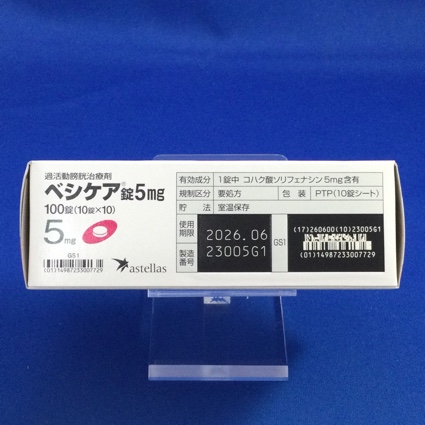 過活動膀胱治療剤
ベシケア錠5mg
100錠(10錠×10)
5mg
GS1
(01)14987233007729
astellas
有効成分 1錠中 コハク酸ソリフェナシン5mg含有
規制区分 要処方 包装 PTP(10錠シート)
貯法 室温保存
使用期限 2026.06
製造番号 23005G1
GS1
(17)260600(10)23005G1
(01)14987233007729